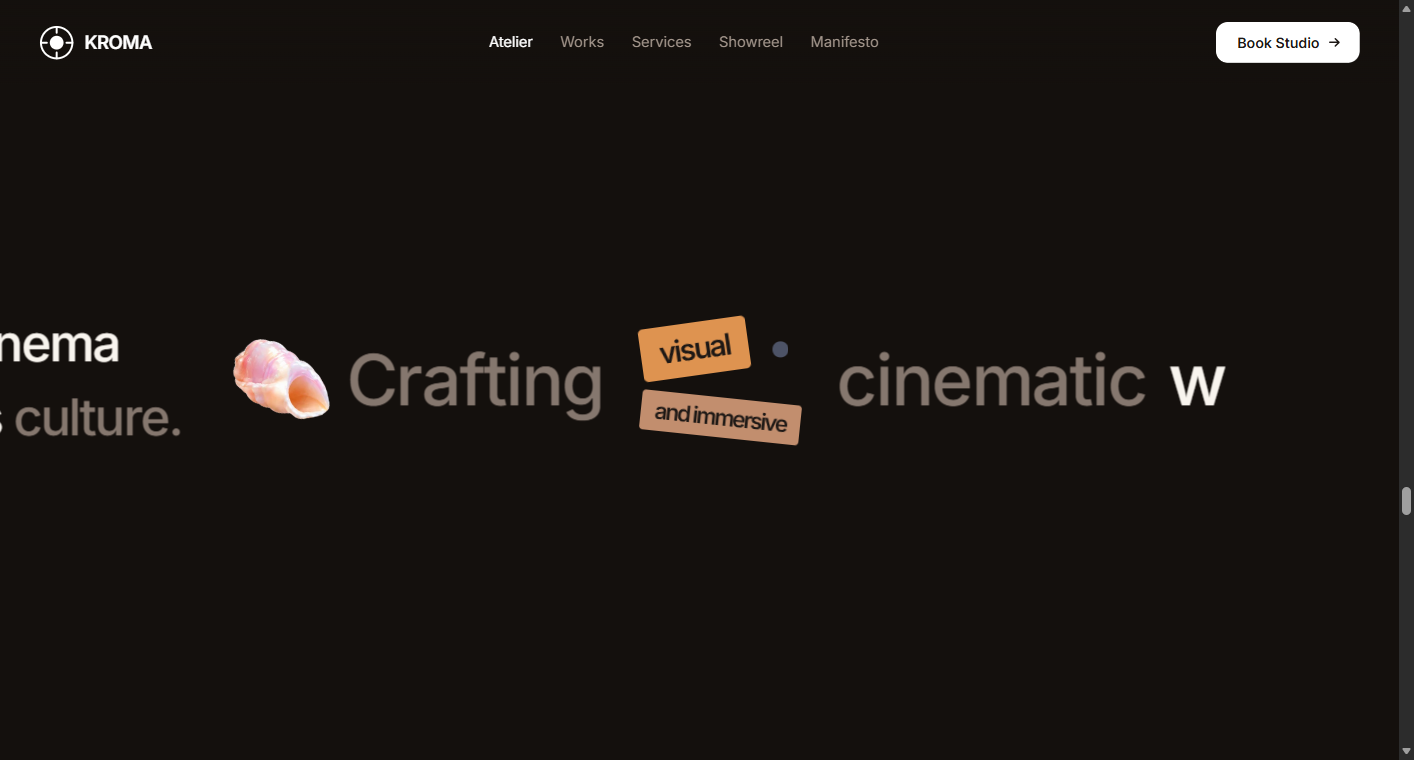 KROMA
Atelier Works Services Showreel Manifesto
Book Studio →
nema
s culture.
Crafting
visual
and immersive
cinematic w